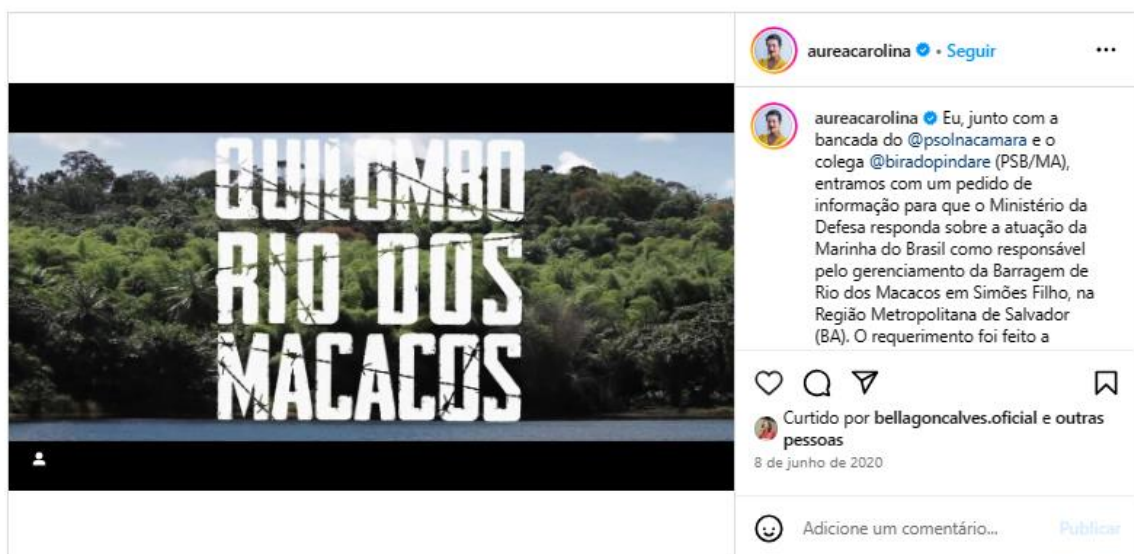 QUILOMBO
RIO DOS
MACACOS
aureacarolina • Seguir
aureacarolina Eu, junto com a
bancada do @psolnacamara e o
colega @biradopindare (PSB/MA),
entramos com um pedido de
informação para que o Ministério da
Defesa responda sobre a atuação da
Marinha do Brasil como responsável
pelo gerenciamento da Barragem de
Rio dos Macacos em Simões Filho, na
Região Metropolitana de Salvador
(BA). O requerimento foi feito a
Curtido por bellagoncalves.oficial e outras
pessoas
8 de junho de 2020
Adicione um comentário... Publicar